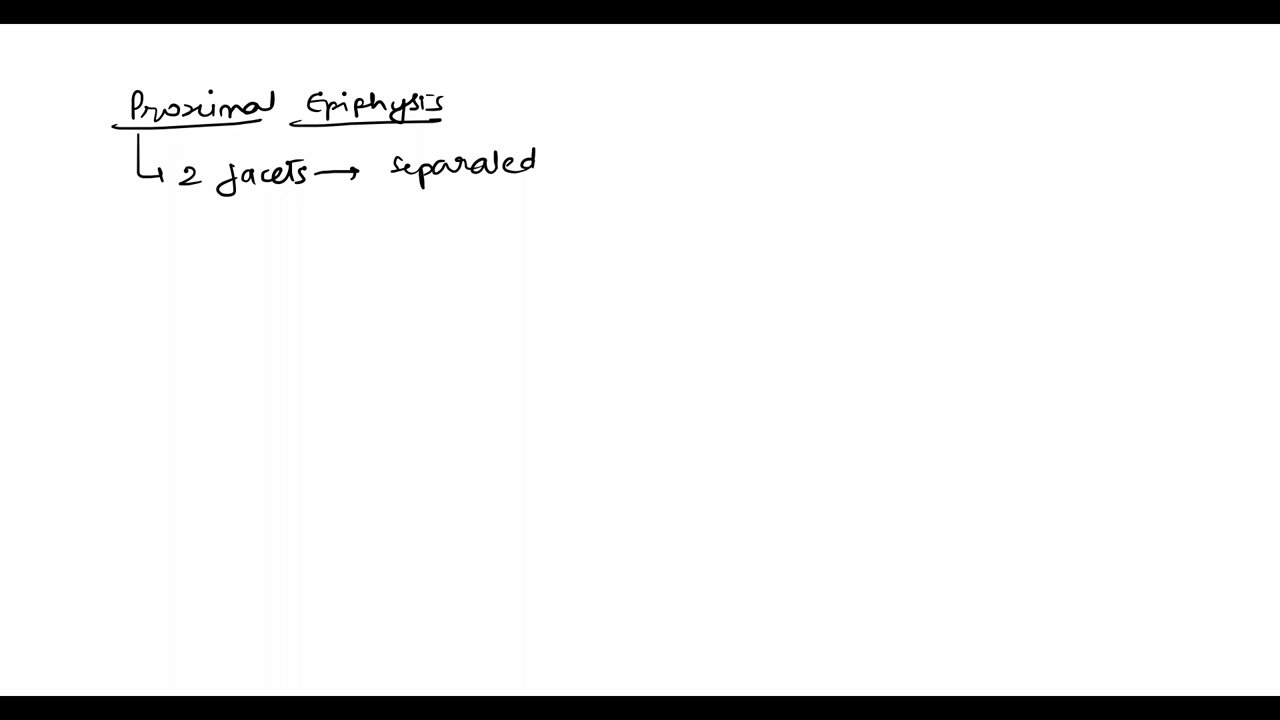 Proximal Epiphysis
↳ 2 facets → separated